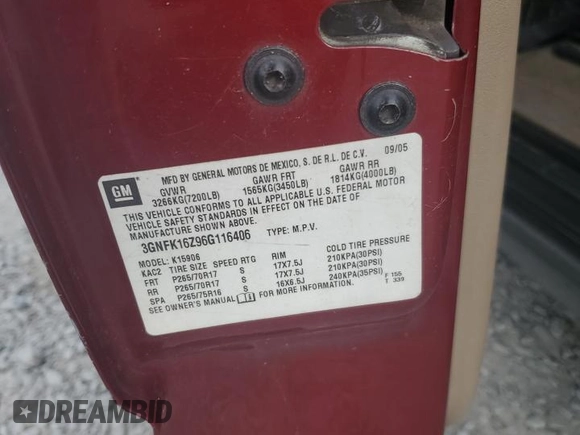 GM
MFD BY GENERAL MOTORS DE MEXICO, S. DE R.L. DE C.V. 09/05
GVWR GAWR FRT GAWR RR
3266KG(7200LB) 1565KG(3450LB) 1814KG(4000LB)
THIS VEHICLE CONFORMS TO ALL APPLICABLE U.S. FEDERAL MOTOR
VEHICLE SAFETY STANDARDS IN EFFECT ON THE DATE OF
MANUFACTURE SHOWN ABOVE.
3GNFK16Z96G116406 TYPE: M.P.V.
MODEL: K15906
KAC2 TIRE SIZE SPEED RTG RIM COLD TIRE PRESSURE
FRT P265/70R17 S 17X7.5J 210KPA(30PSI)
RR P265/70R17 S 17X7.5J 210KPA(30PSI)
SPA P265/75R16 S 16X6.5J 240KPA(35PSI)
SEE OWNER'S MANUAL FOR MORE INFORMATION.
F 155
T 339
DREAMBID